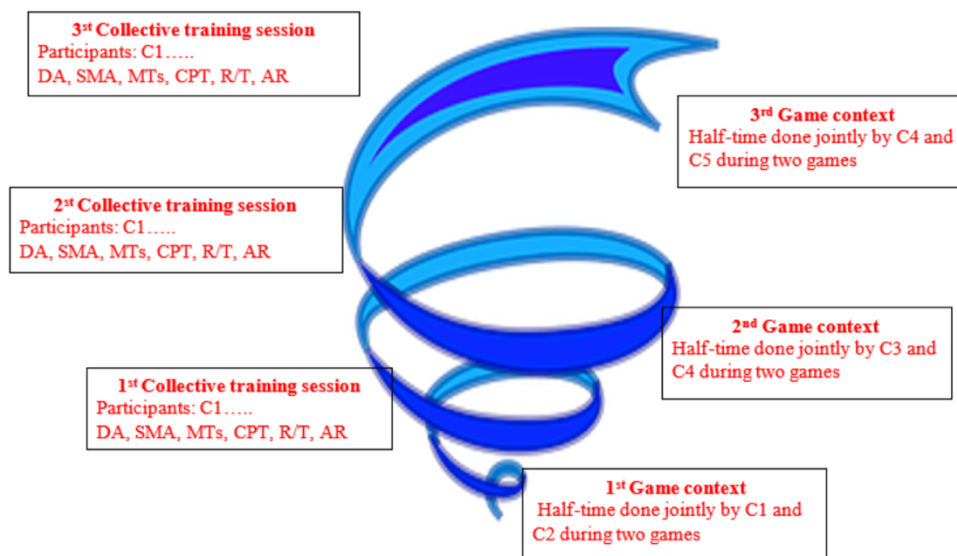 3st Collective training session
Participants: C1…..
DA, SMA, MTs, CPT, R/T, AR
3rd Game context
Half-time done jointly by C4 and
C5 during two games
2st Collective training session
Participants: C1…..
DA, SMA, MTs, CPT, R/T, AR
2nd Game context
Half-time done jointly by C3 and
C4 during two games
1st Collective training session
Participants: C1…..
DA, SMA, MTs, CPT, R/T, AR
1st Game context
Half-time done jointly by C1 and
C2 during two games